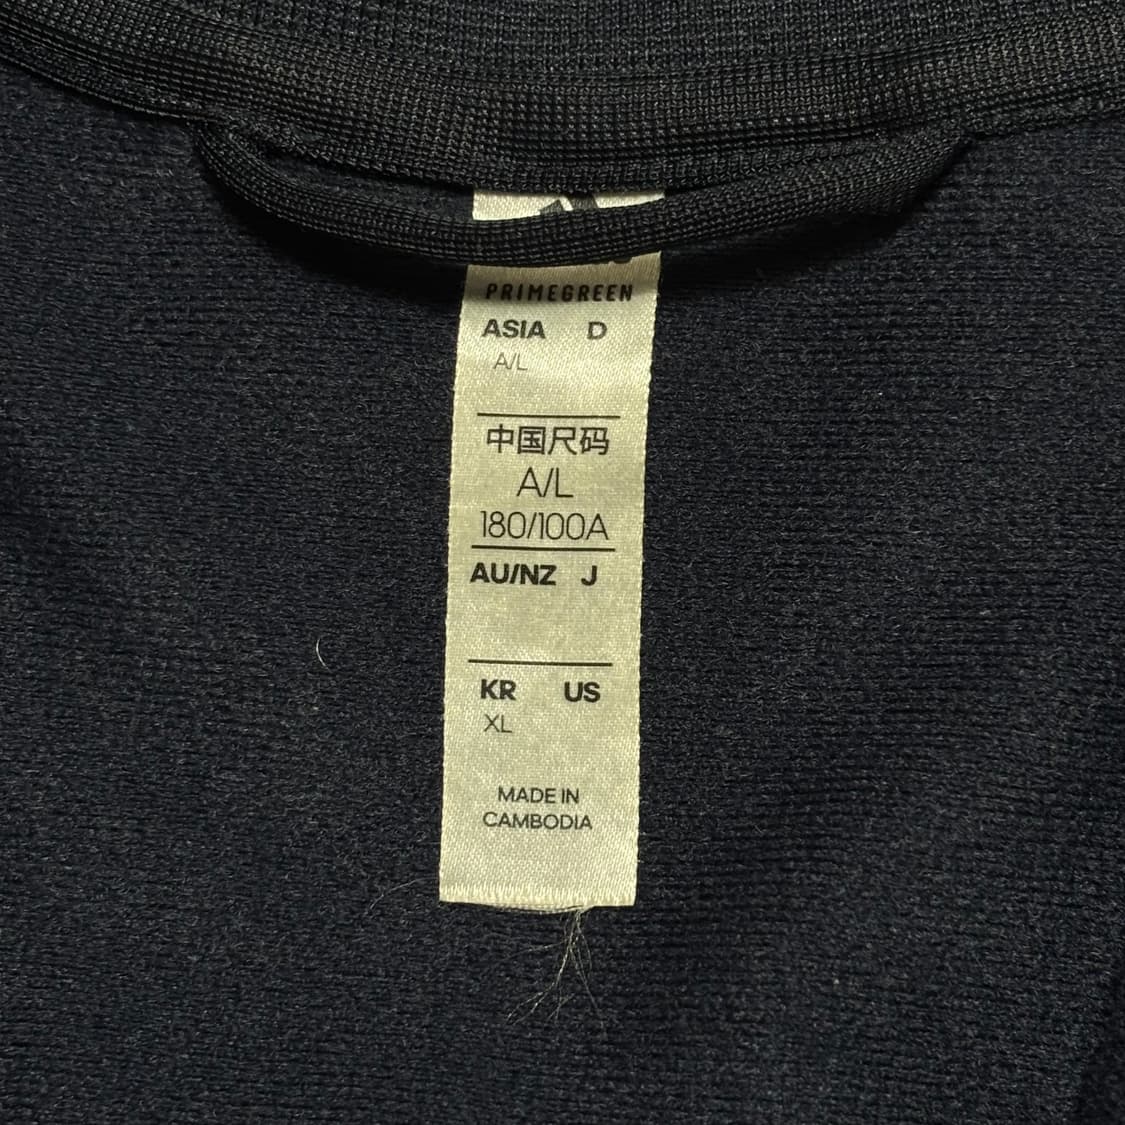 PRIMEGREEN
ASIA D
A/L
中国尺码
A/L
180/100A
AU/NZ J
KR US
XL
MADE IN
CAMBODIA